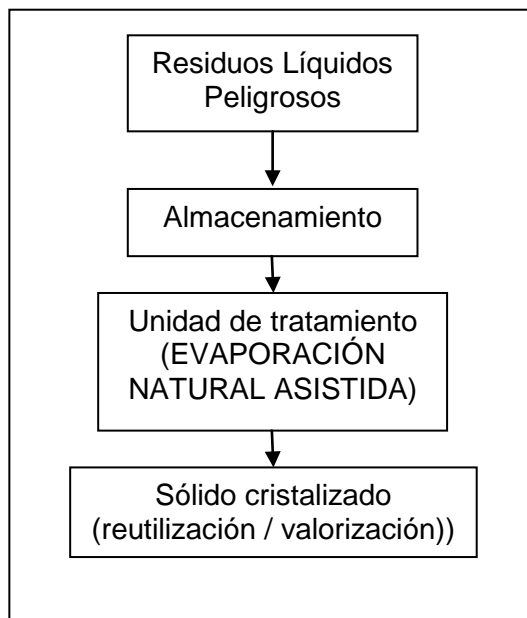 Residuos Líquidos
Peligrosos
Almacenamiento
Unidad de tratamiento
(EVAPORACIÓN
NATURAL ASISTIDA)
Sólido cristalizado
(reutilización / valorización))